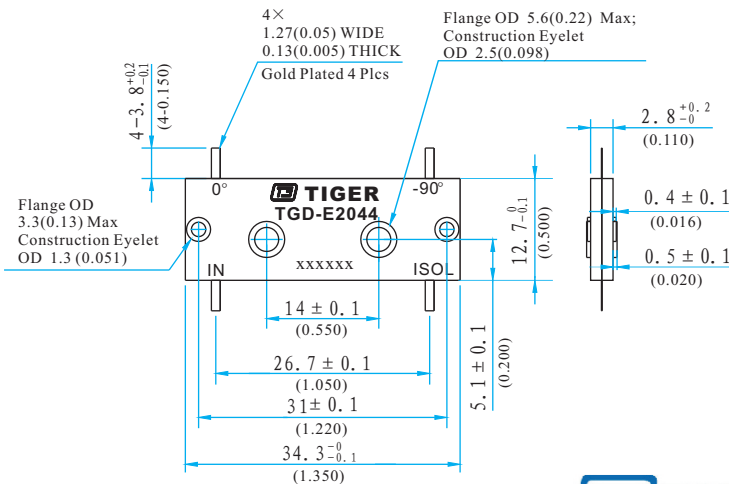 4×
1.27(0.05) WIDE
0.13(0.005) THICK
Gold Plated 4 Plcs
Flange OD 5.6(0.22) Max;
Construction Eyelet
OD 2.5(0.098)
4-3.8+0.2 -0.1
(4-0.150)
2.8+0.2 -0
(0.110)
Flange OD
3.3(0.13) Max
Construction Eyelet
OD 1.3(0.051)
0°
T3 TIGER
-90°
TGD-E2044
IN
xxxxxx
ISOL
12.7 0 -0.1
(0.500)
0.4±0.1
(0.016)
0.5±0.1
(0.020)
14±0.1
(0.550)
5.1±0.1
(0.200)
26.7±0.1
(1.050)
31±0.1
(1.220)
34.3-0 -0.1
(1.350)